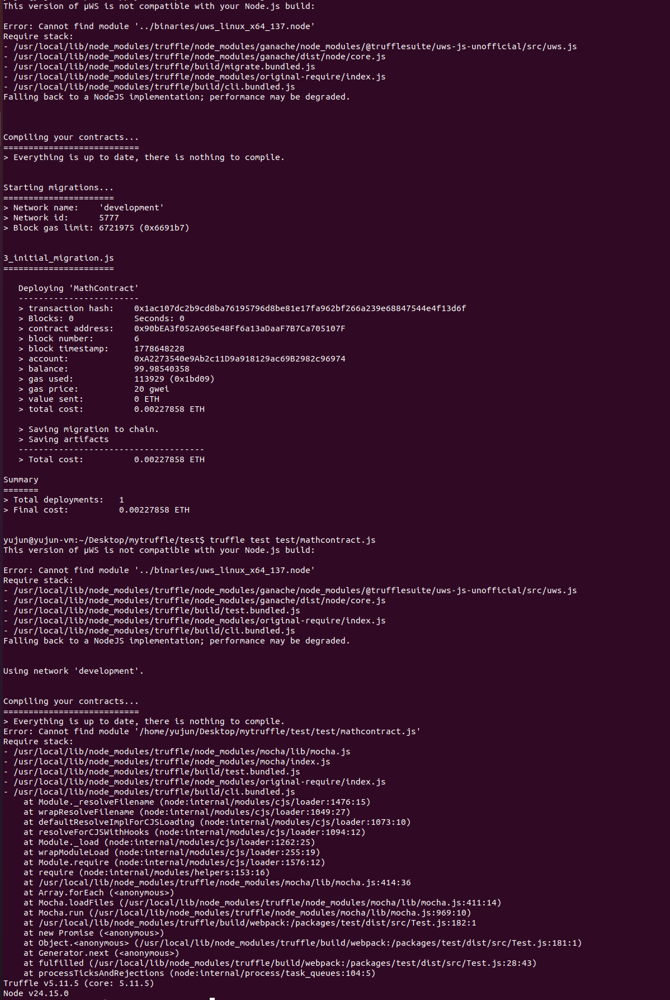 This version of µWS is not compatible with your Node.js build:
Error: Cannot find module '../binaries/uws_linux_x64_137.node'
Require stack:
- /usr/local/lib/node_modules/truffle/node_modules/ganache/node_modules/@trufflesuite/uws-js-unofficial/src/uws.js
- /usr/local/lib/node_modules/truffle/node_modules/ganache/dist/node/core.js
- /usr/local/lib/node_modules/truffle/build/migrate.bundled.js
- /usr/local/lib/node_modules/truffle/node_modules/original-require/index.js
- /usr/local/lib/node_modules/truffle/build/cli.bundled.js
Falling back to a NodeJS implementation; performance may be degraded.
Compiling your contracts...
===========================
> Everything is up to date, there is nothing to compile.
Starting migrations...
======================
> Network name:    'development'
> Network id:      5777
> Block gas limit: 6721975 (0x6691b7)
3_initial_migration.js
======================
   Deploying 'MathContract'
   ------------------------
   > transaction hash:    0x1ac107dc2b9cd8ba76195796d8be81e17fa962bf266a239e68847544e4f13d6f
   > Blocks: 0            Seconds: 0
   > contract address:    0x90bEA3f052A965e48Ff6a13aDaaF7B7Ca705107F
   > block number:        6
   > block timestamp:     1778648228
   > account:             0xA2273540e9Ab2c11D9a918129ac69B2982c96974
   > balance:             99.98540358
   > gas used:            113929 (0x1bd09)
   > gas price:           20 gwei
   > value sent:          0 ETH
   > total cost:          0.00227858 ETH
   > Saving migration to chain.
   > Saving artifacts
   -------------------------------------
   > Total cost:          0.00227858 ETH
Summary
=======
> Total deployments:   1
> Final cost:          0.00227858 ETH
yujun@yujun-vm:~/Desktop/mytruffle/test$ truffle test test/mathcontract.js
This version of µWS is not compatible with your Node.js build:
Error: Cannot find module '../binaries/uws_linux_x64_137.node'
Require stack:
- /usr/local/lib/node_modules/truffle/node_modules/ganache/node_modules/@trufflesuite/uws-js-unofficial/src/uws.js
- /usr/local/lib/node_modules/truffle/node_modules/ganache/dist/node/core.js
- /usr/local/lib/node_modules/truffle/build/test.bundled.js
- /usr/local/lib/node_modules/truffle/node_modules/original-require/index.js
- /usr/local/lib/node_modules/truffle/build/cli.bundled.js
Falling back to a NodeJS implementation; performance may be degraded.
Using network 'development'.
Compiling your contracts...
===========================
> Everything is up to date, there is nothing to compile.
Error: Cannot find module '/home/yujun/Desktop/mytruffle/test/test/mathcontract.js'
Require stack:
- /usr/local/lib/node_modules/truffle/node_modules/mocha/lib/mocha.js
- /usr/local/lib/node_modules/truffle/node_modules/mocha/index.js
- /usr/local/lib/node_modules/truffle/build/test.bundled.js
- /usr/local/lib/node_modules/truffle/node_modules/original-require/index.js
- /usr/local/lib/node_modules/truffle/build/cli.bundled.js
    at Module._resolveFilename (node:internal/modules/cjs/loader:1476:15)
    at wrapResolveFilename (node:internal/modules/cjs/loader:1049:27)
    at defaultResolveImplForCJSLoading (node:internal/modules/cjs/loader:1073:10)
    at resolveForCJSWithHooks (node:internal/modules/cjs/loader:1094:12)
    at Module._load (node:internal/modules/cjs/loader:1262:25)
    at wrapModuleLoad (node:internal/modules/cjs/loader:255:19)
    at Module.require (node:internal/modules/cjs/loader:1576:12)
    at require (node:internal/modules/helpers:153:16)
    at /usr/local/lib/node_modules/truffle/node_modules/mocha/lib/mocha.js:414:36
    at Array.forEach (<anonymous>)
    at Mocha.loadFiles (/usr/local/lib/node_modules/truffle/node_modules/mocha/lib/mocha.js:411:14)
    at Mocha.run (/usr/local/lib/node_modules/truffle/node_modules/mocha/lib/mocha.js:969:10)
    at /usr/local/lib/node_modules/truffle/build/webpack:/packages/test/dist/src/Test.js:182:1
    at new Promise (<anonymous>)
    at Object.<anonymous> (/usr/local/lib/node_modules/truffle/build/webpack:/packages/test/dist/src/Test.js:181:1)
    at Generator.next (<anonymous>)
    at fulfilled (/usr/local/lib/node_modules/truffle/build/webpack:/packages/test/dist/src/Test.js:28:43)
    at processTicksAndRejections (node:internal/process/task_queues:104:5)
Truffle v5.11.5 (core: 5.11.5)
Node v24.15.0